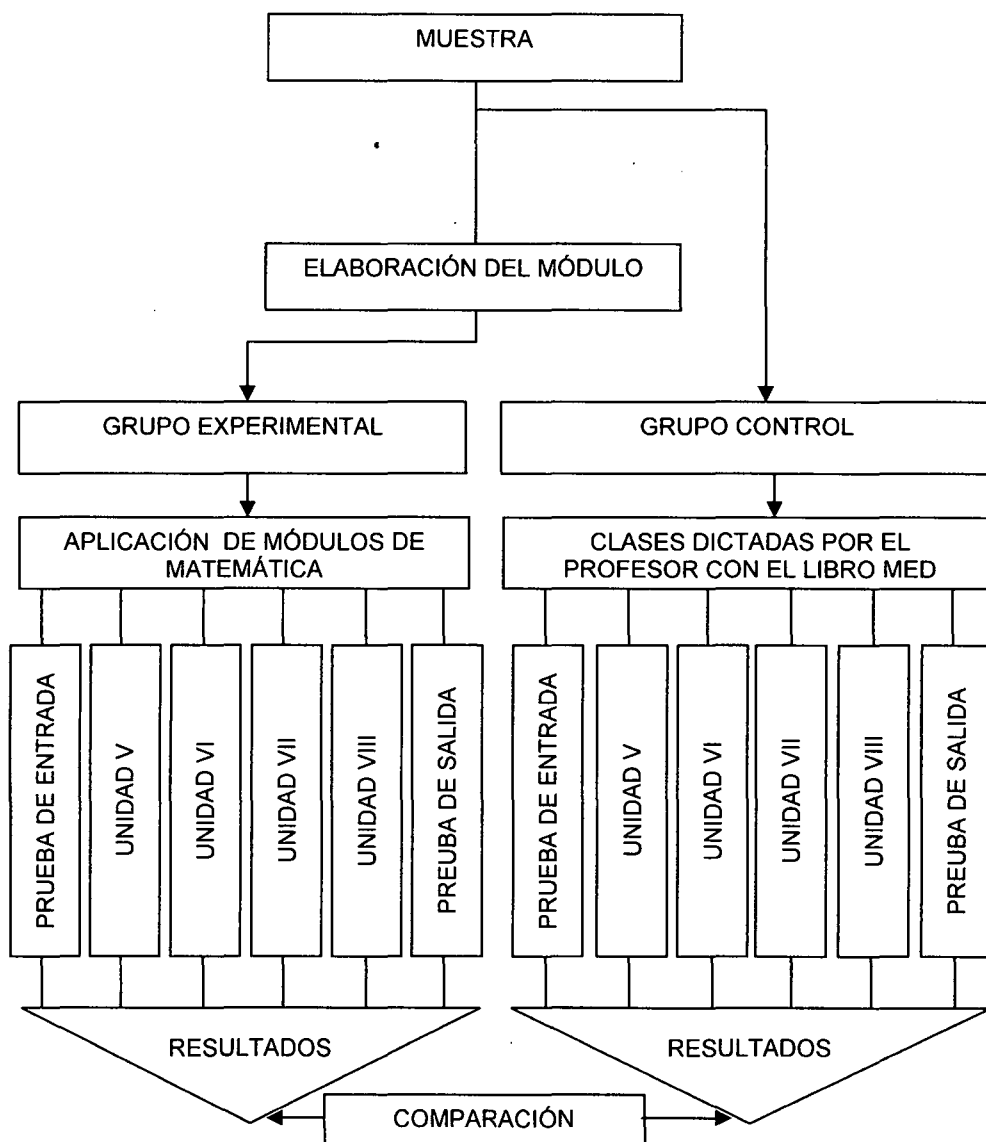 MUESTRA
ELABORACIÓN DEL MÓDULO
GRUPO EXPERIMENTAL
GRUPO CONTROL
APLICACIÓN DE MÓDULOS DE
MATEMÁTICA
CLASES DICTADAS POR EL
PROFESOR CON EL LIBRO MED
PRUEBA DE ENTRADA
UNIDAD V
UNIDAD VI
UNIDAD VII
UNIDAD VIII
PREUBA DE SALIDA
PRUEBA DE ENTRADA
UNIDAD V
UNIDAD VI
UNIDAD VII
UNIDAD VIII
PREUBA DE SALIDA
RESULTADOS
RESULTADOS
COMPARACIÓN